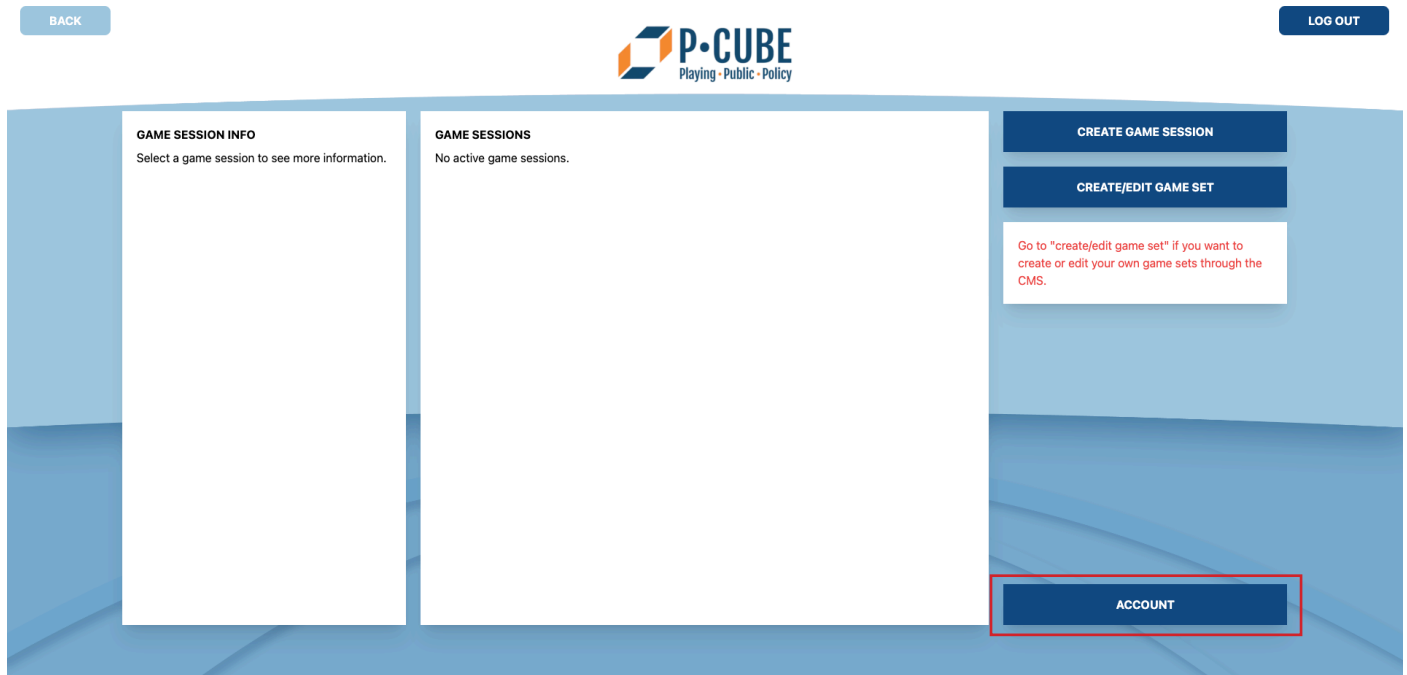 BACK
LOG OUT
P•CUBE
Playing • Public • Policy
GAME SESSION INFO
Select a game session to see more information.
GAME SESSIONS
No active game sessions.
CREATE GAME SESSION
CREATE/EDIT GAME SET
Go to "create/edit game set" if you want to
create or edit your own game sets through the
CMS.
ACCOUNT